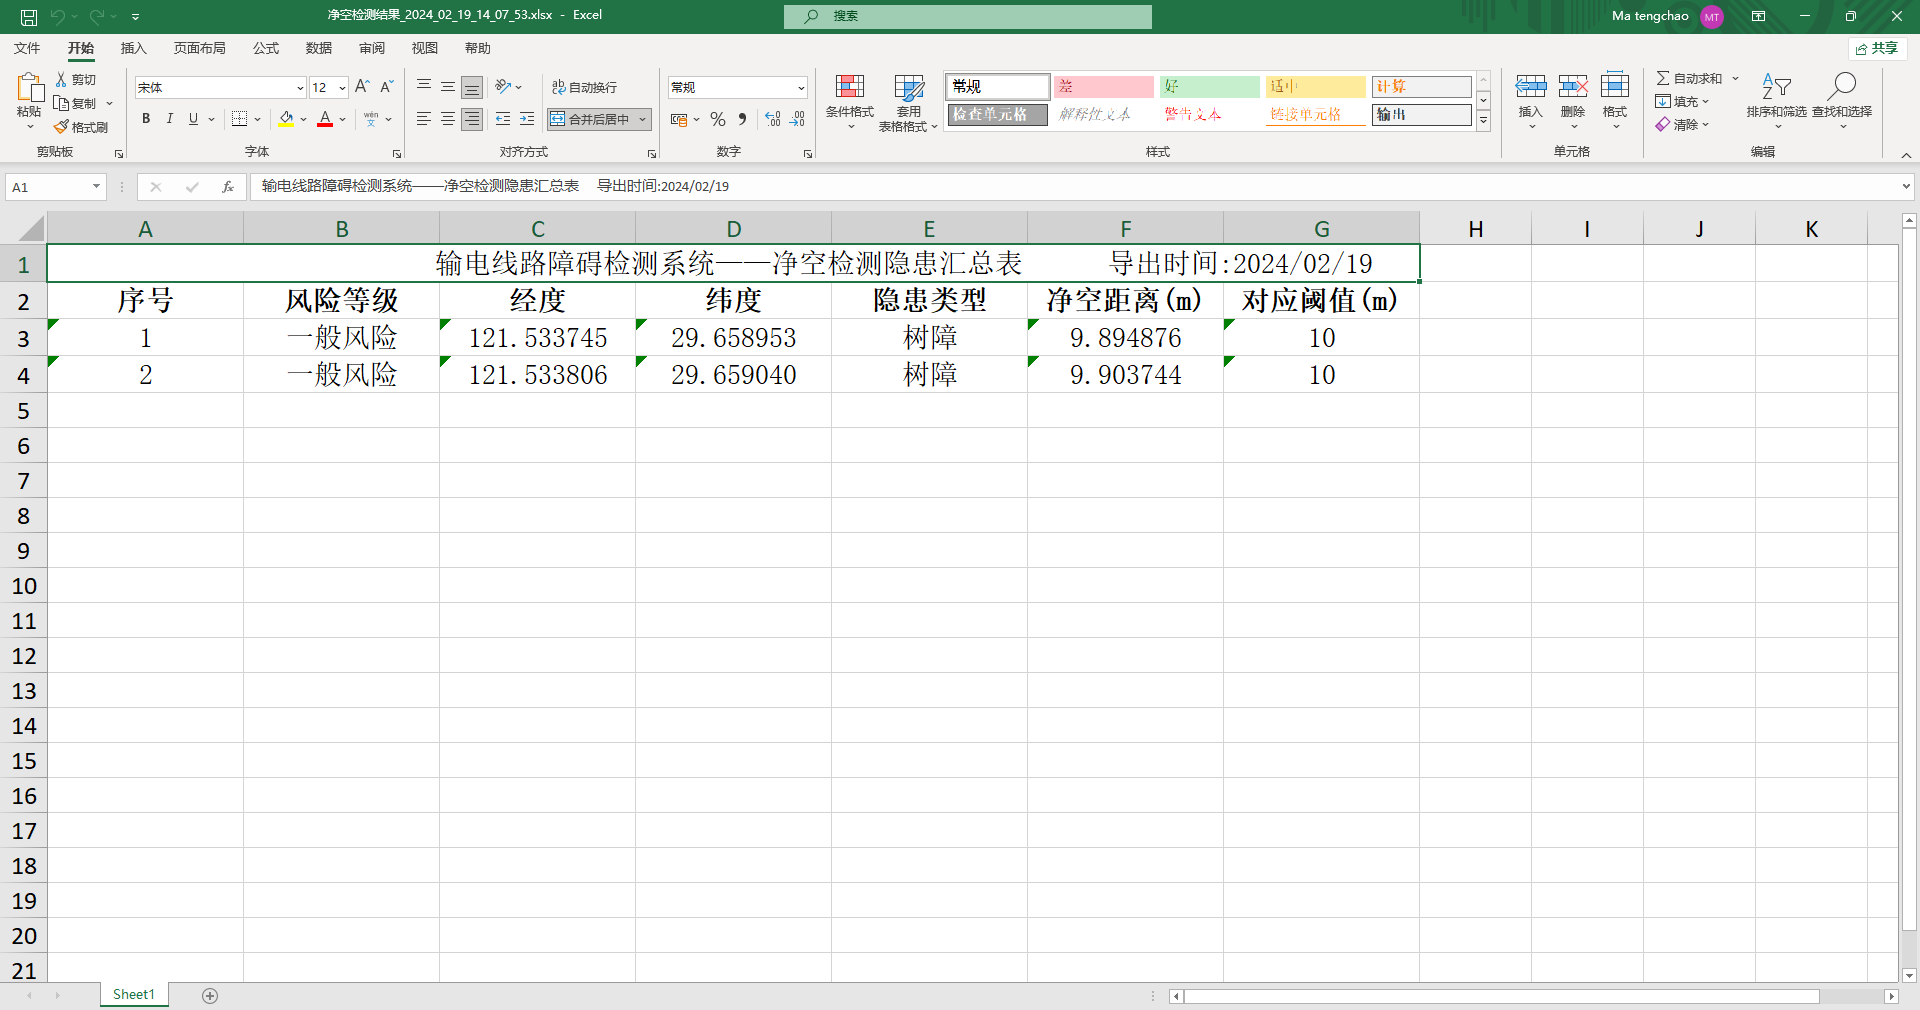 净空检测结果_2024_02_19_14_07_53.xlsx - Excel
搜索
Ma tengchao MT
文件 开始 插入 页面布局 公式 数据 审阅 视图 帮助
共享
粘贴 剪切 复制 格式刷
剪贴板
宋体 12 A A
B I U A wén 文
字体
ab 自动换行
合并后居中
对齐方式
常规
% 9 .00 .00
数字
条件格式 套用 表格格式
常规 差 好 适中 计算
检查单元格 解释性文本 警告文本 链接单元格 输出
样式
插入 删除 格式
单元格
自动求和 填充 清除 排序和筛选 查找和选择
编辑
A1 fx 输电线路障碍检测系统——净空检测隐患汇总表 导出时间:2024/02/19
A B C D E F G H I J K
1 输电线路障碍检测系统——净空检测隐患汇总表 导出时间:2024/02/19
2 序号 风险等级 经度 纬度 隐患类型 净空距离(m) 对应阈值(m)
3 1 一般风险 121.533745 29.658953 树障 9.894876 10
4 2 一般风险 121.533806 29.659040 树障 9.903744 10
5
6
7
8
9
10
11
12
13
14
15
16
17
18
19
20
21
Sheet1